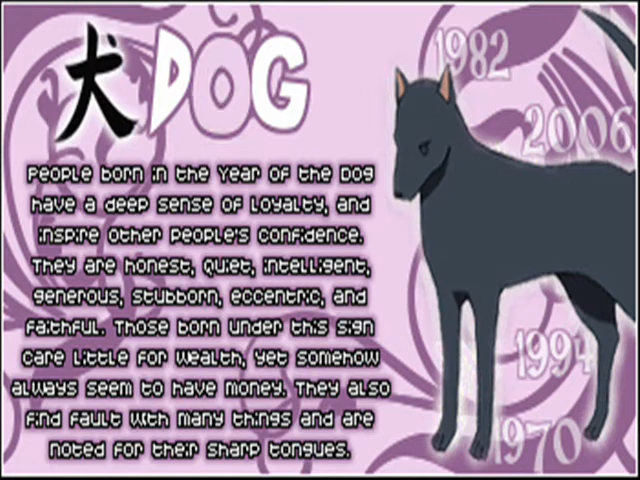 犬 DOG
People born in the Year of the Dog
have a deep sense of loyalty, and
inspire other people's confidence.
They are honest, quiet, intelligent,
generous, stubborn, eccentric, and
faithful. Those born under this sign
care little for wealth, yet somehow
always seem to have money. They also
find fault with many things and are
noted for their sharp tongues.
1982
2006
1994
1970